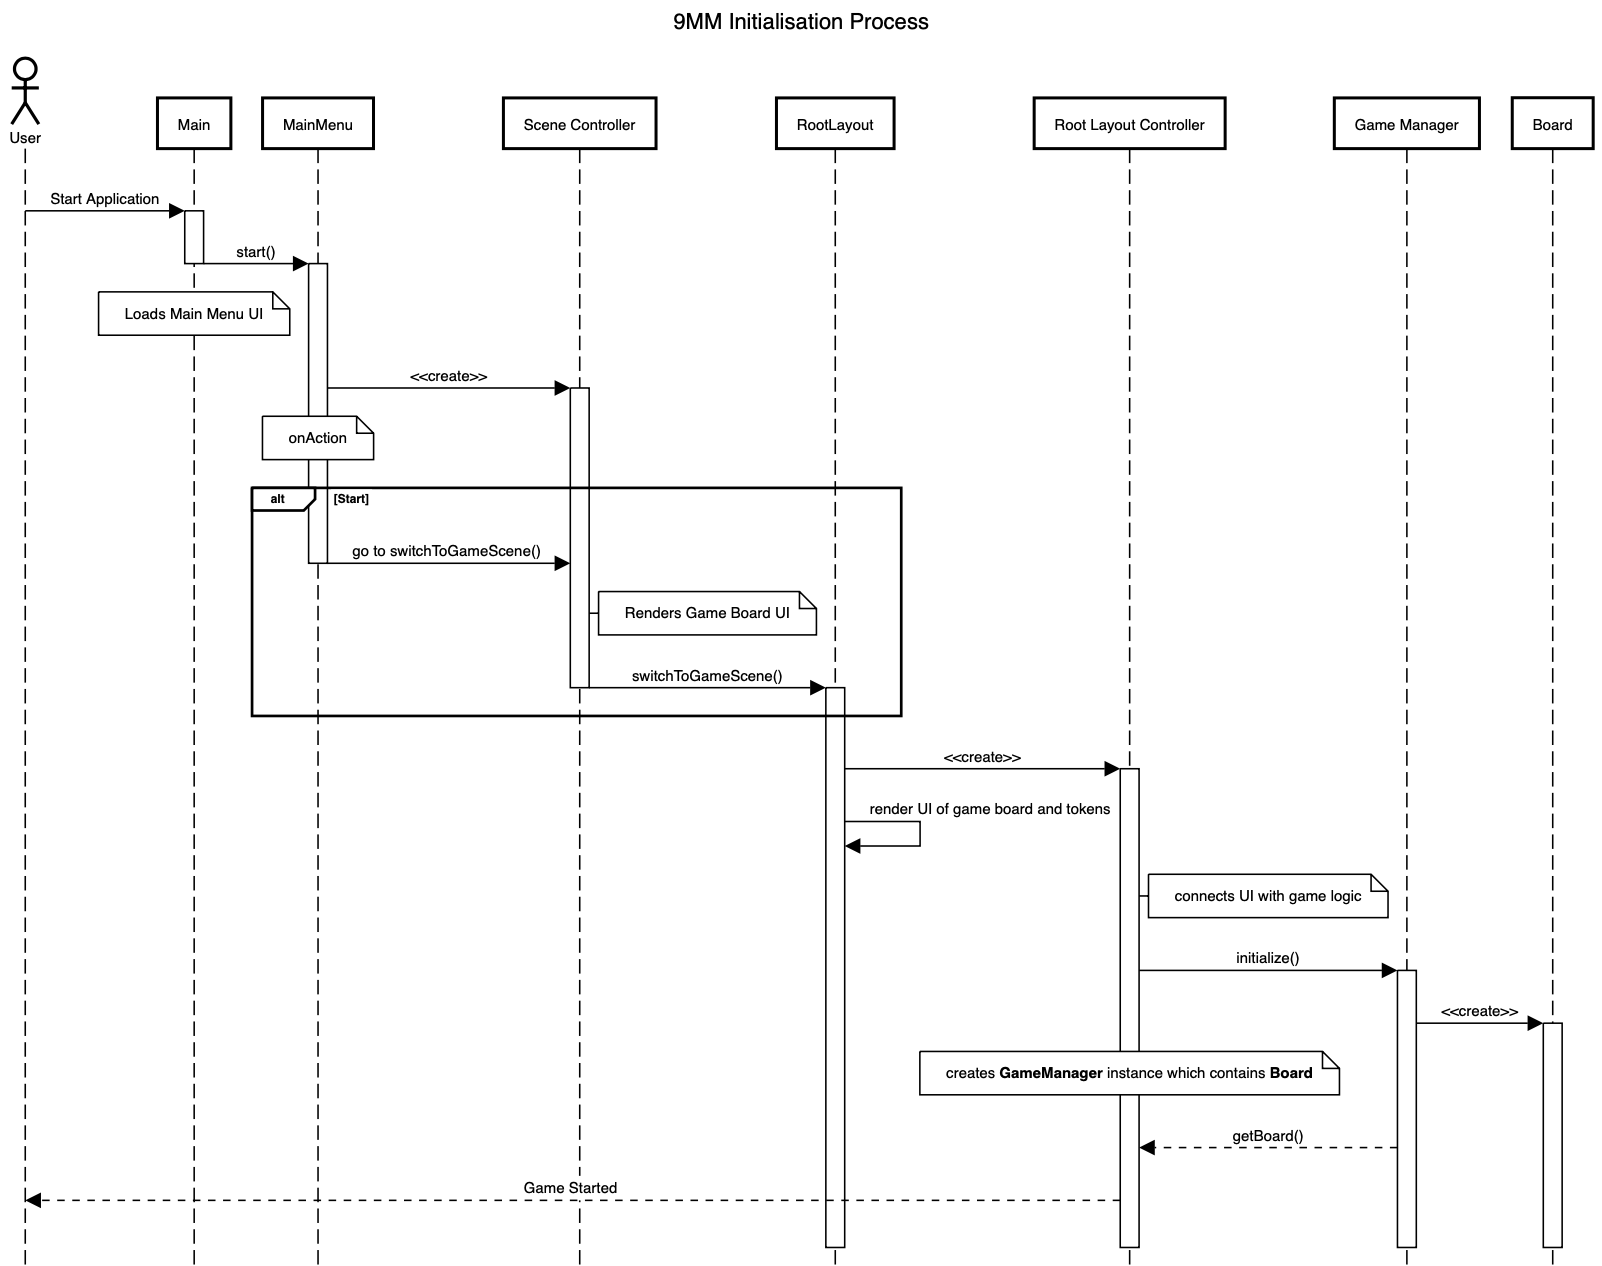 9MM Initialisation Process
User
Main
MainMenu
Scene Controller
RootLayout
Root Layout Controller
Game Manager
Board
Start Application
start()
Loads Main Menu UI
<<create>>
onAction
alt
[Start]
go to switchToGameScene()
Renders Game Board UI
switchToGameScene()
<<create>>
render UI of game board and tokens
connects UI with game logic
initialize()
<<create>>
creates GameManager instance which contains Board
getBoard()
Game Started